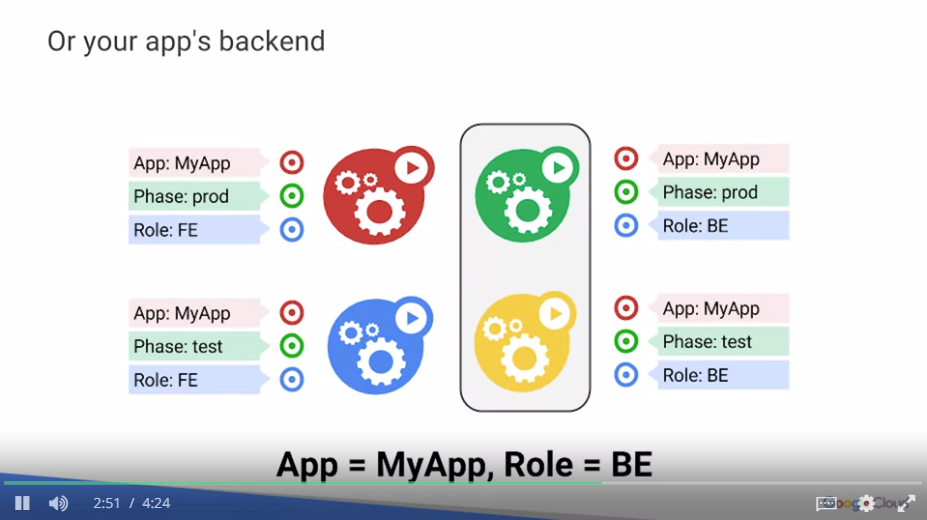 Or your app's backend
App: MyApp
Phase: prod
Role: FE
App: MyApp
Phase: prod
Role: BE
App: MyApp
Phase: test
Role: FE
App: MyApp
Phase: test
Role: BE
App = MyApp, Role = BE
2:51 / 4:24